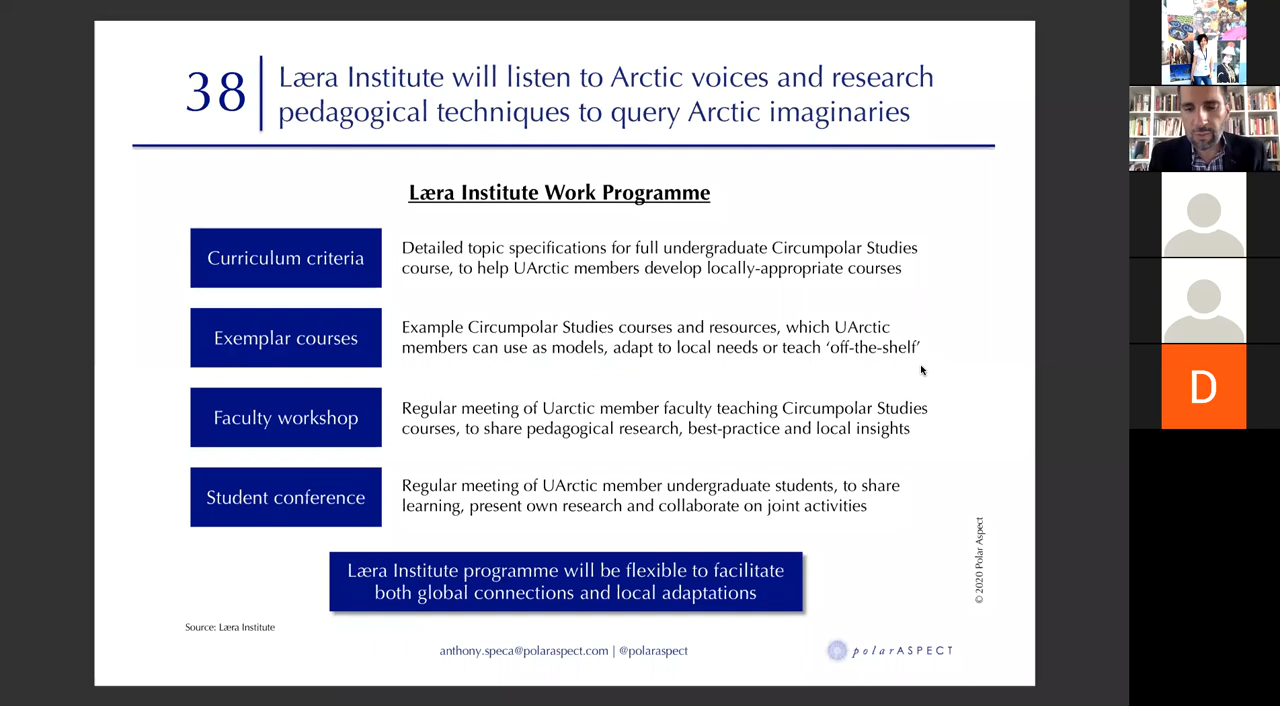 38
Læra Institute will listen to Arctic voices and research
pedagogical techniques to query Arctic imaginaries
Læra Institute Work Programme
Curriculum criteria
Detailed topic specifications for full undergraduate Circumpolar Studies
course, to help UArctic members develop locally-appropriate courses
Exemplar courses
Example Circumpolar Studies courses and resources, which UArctic
members can use as models, adapt to local needs or teach ‘off-the-shelf’
Faculty workshop
Regular meeting of Uarctic member faculty teaching Circumpolar Studies
courses, to share pedagogical research, best-practice and local insights
Student conference
Regular meeting of UArctic member undergraduate students, to share
learning, present own research and collaborate on joint activities
Læra Institute programme will be flexible to facilitate
both global connections and local adaptations
© 2020 Polar Aspect
Source: Læra Institute
anthony.speca@polaraspect.com | @polaraspect
polarASPECT
D